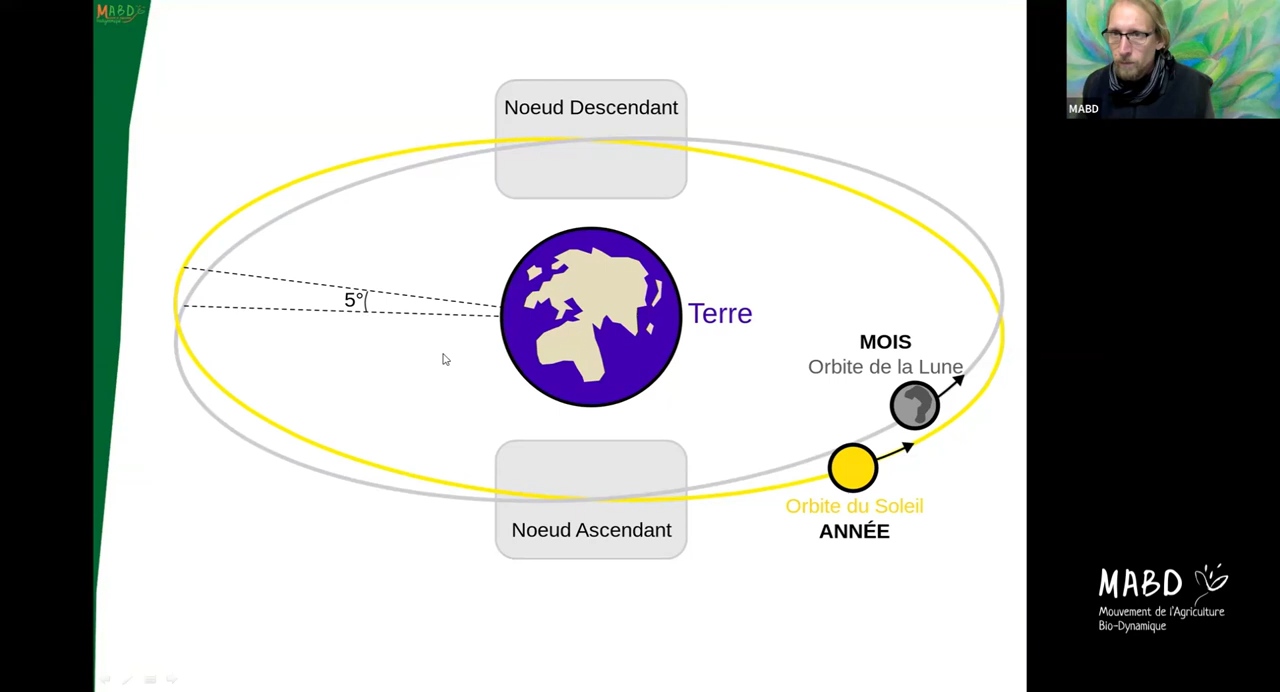 MABD
Noeud Descendant
MABD
5°
Terre
MOIS
Orbite de la Lune
Orbite du Soleil
Noeud Ascendant
ANNÉE
MABD
Mouvement de l'Agriculture
Bio-Dynamique